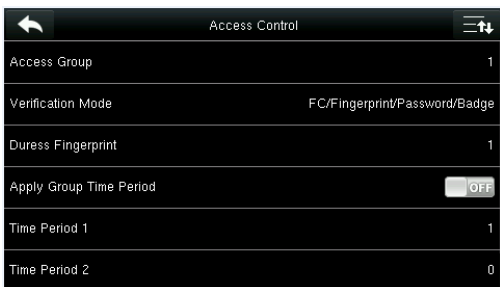 Access Control
Access Group 1
Verification Mode FC/Fingerprint/Password/Badge
Duress Fingerprint 1
Apply Group Time Period OFF
Time Period 1 1
Time Period 2 0